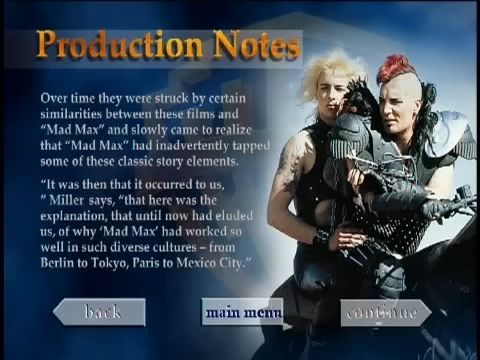 Production Notes
Over time they were struck by certain
similarities between these films and
“Mad Max” and slowly came to realize
that “Mad Max” had inadvertently tapped
some of these classic story elements.
“It was then that it occurred to us,
” Miller says, “that here was the
explanation, that until now had eluded
us, of why ‘Mad Max’ had worked so
well in such diverse cultures – from
Berlin to Tokyo, Paris to Mexico City.”
back
main menu
continue